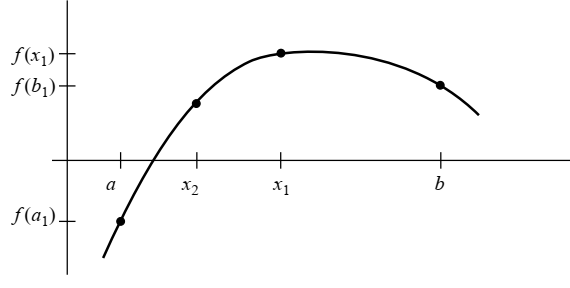 f(x₁)
f(b₁)
a x₂ x₁ b
f(a₁)